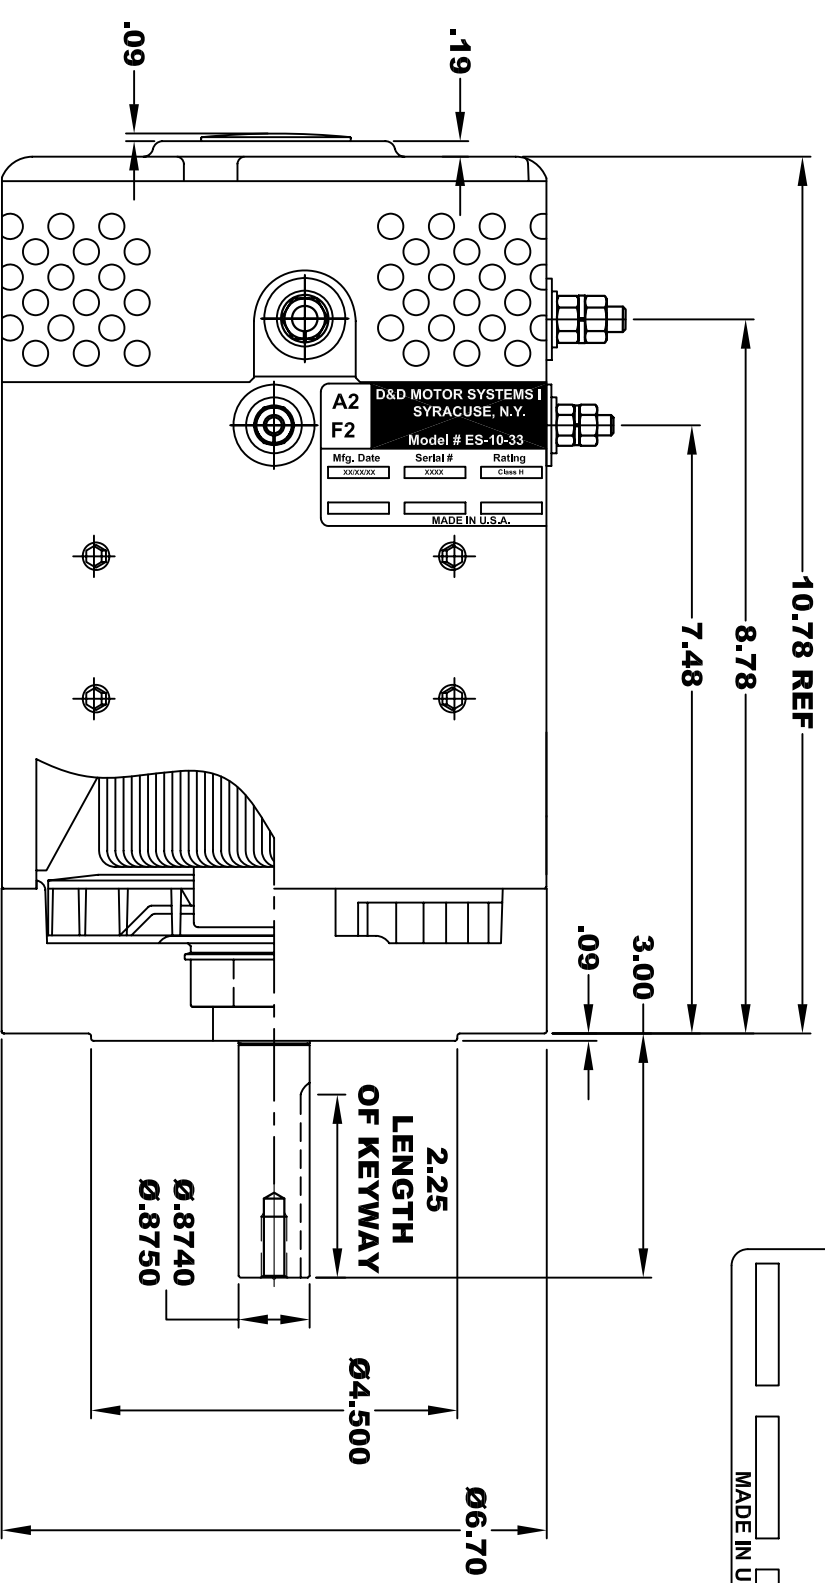 .09
.19
10.78 REF
8.78
7.48
A2
F2
D&D MOTOR SYSTEMS I
SYRACUSE, N.Y.
Model # ES-10-33
Mfg. Date
Serial #
Rating
XX/XX/XX
XXXX
Class H
MADE IN U.S.A.
.09
3.00
2.25
LENGTH
OF KEYWAY
Ø.8740
Ø.8750
Ø4.500
Ø6.70
MADE IN U